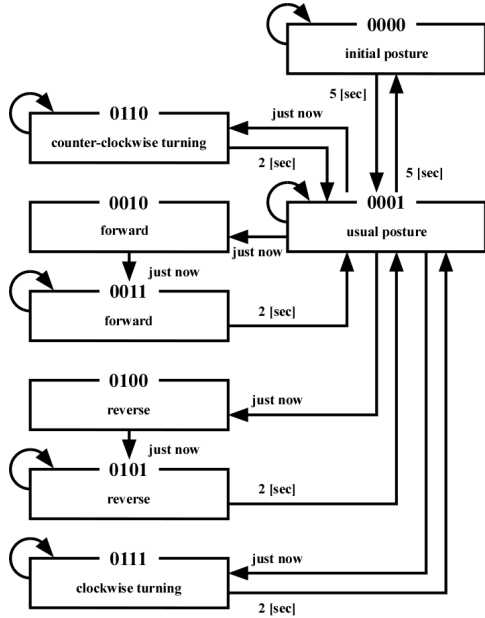 0000
initial posture
5 [sec]
5 [sec]
0110
counter-clockwise turning
just now
2 [sec]
0001
usual posture
0010
forward
just now
just now
0011
forward
2 [sec]
0100
reverse
just now
just now
0101
reverse
2 [sec]
0111
clockwise turning
just now
2 [sec]